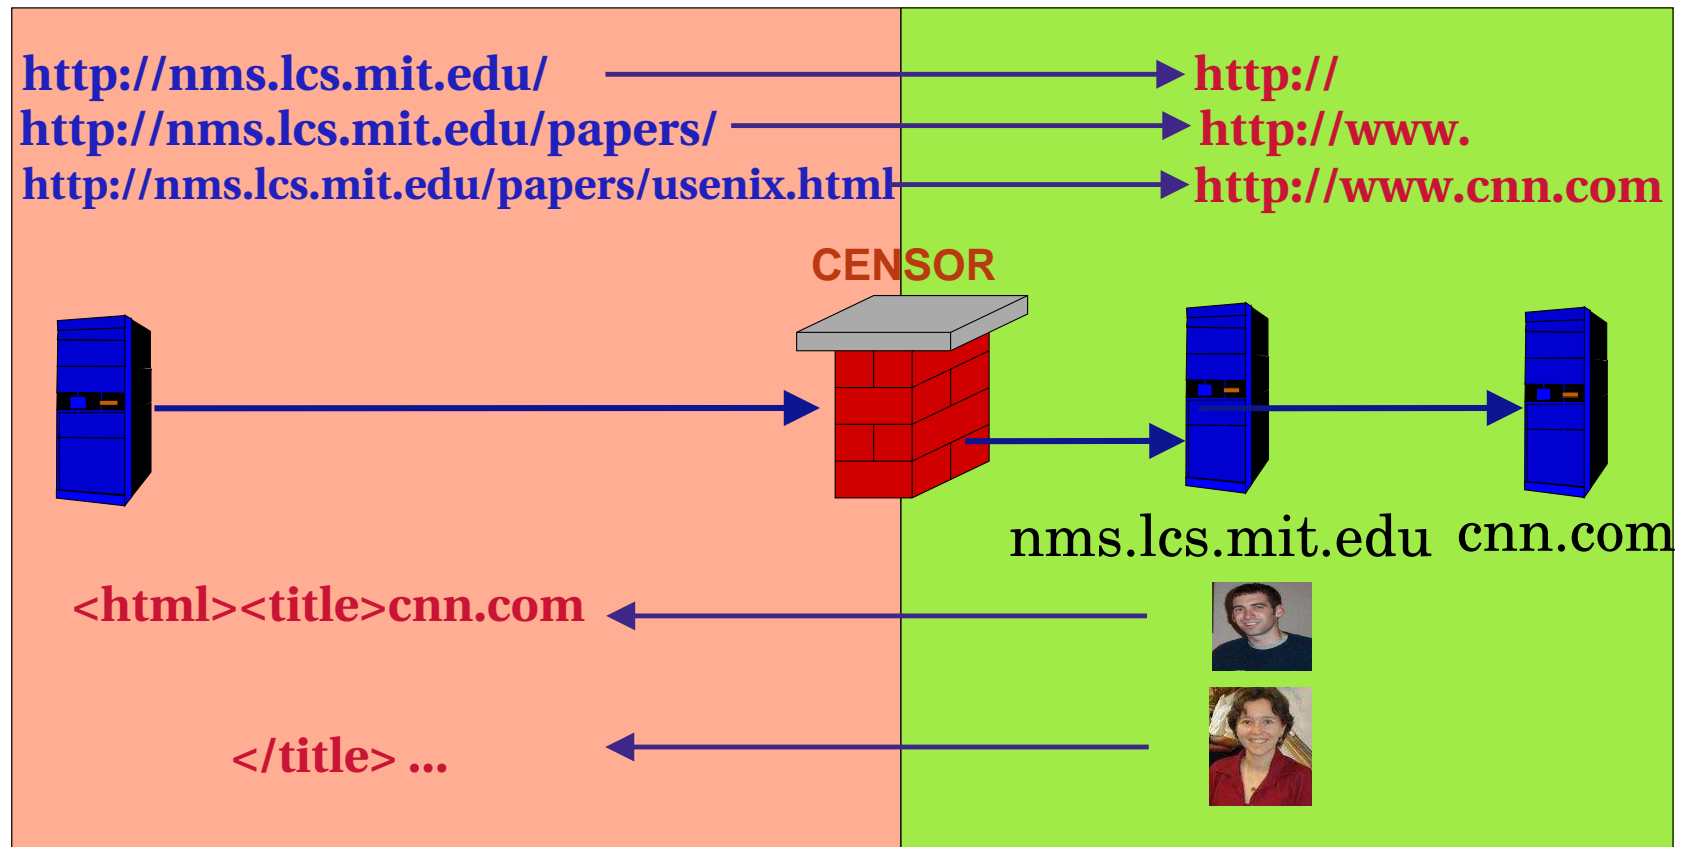 http://nms.lcs.mit.edu/ http://
http://nms.lcs.mit.edu/papers/ http://www.
http://nms.lcs.mit.edu/papers/usenix.html http://www.cnn.com
CENSOR
nms.lcs.mit.edu cnn.com
<html><title>cnn.com
</title> ...